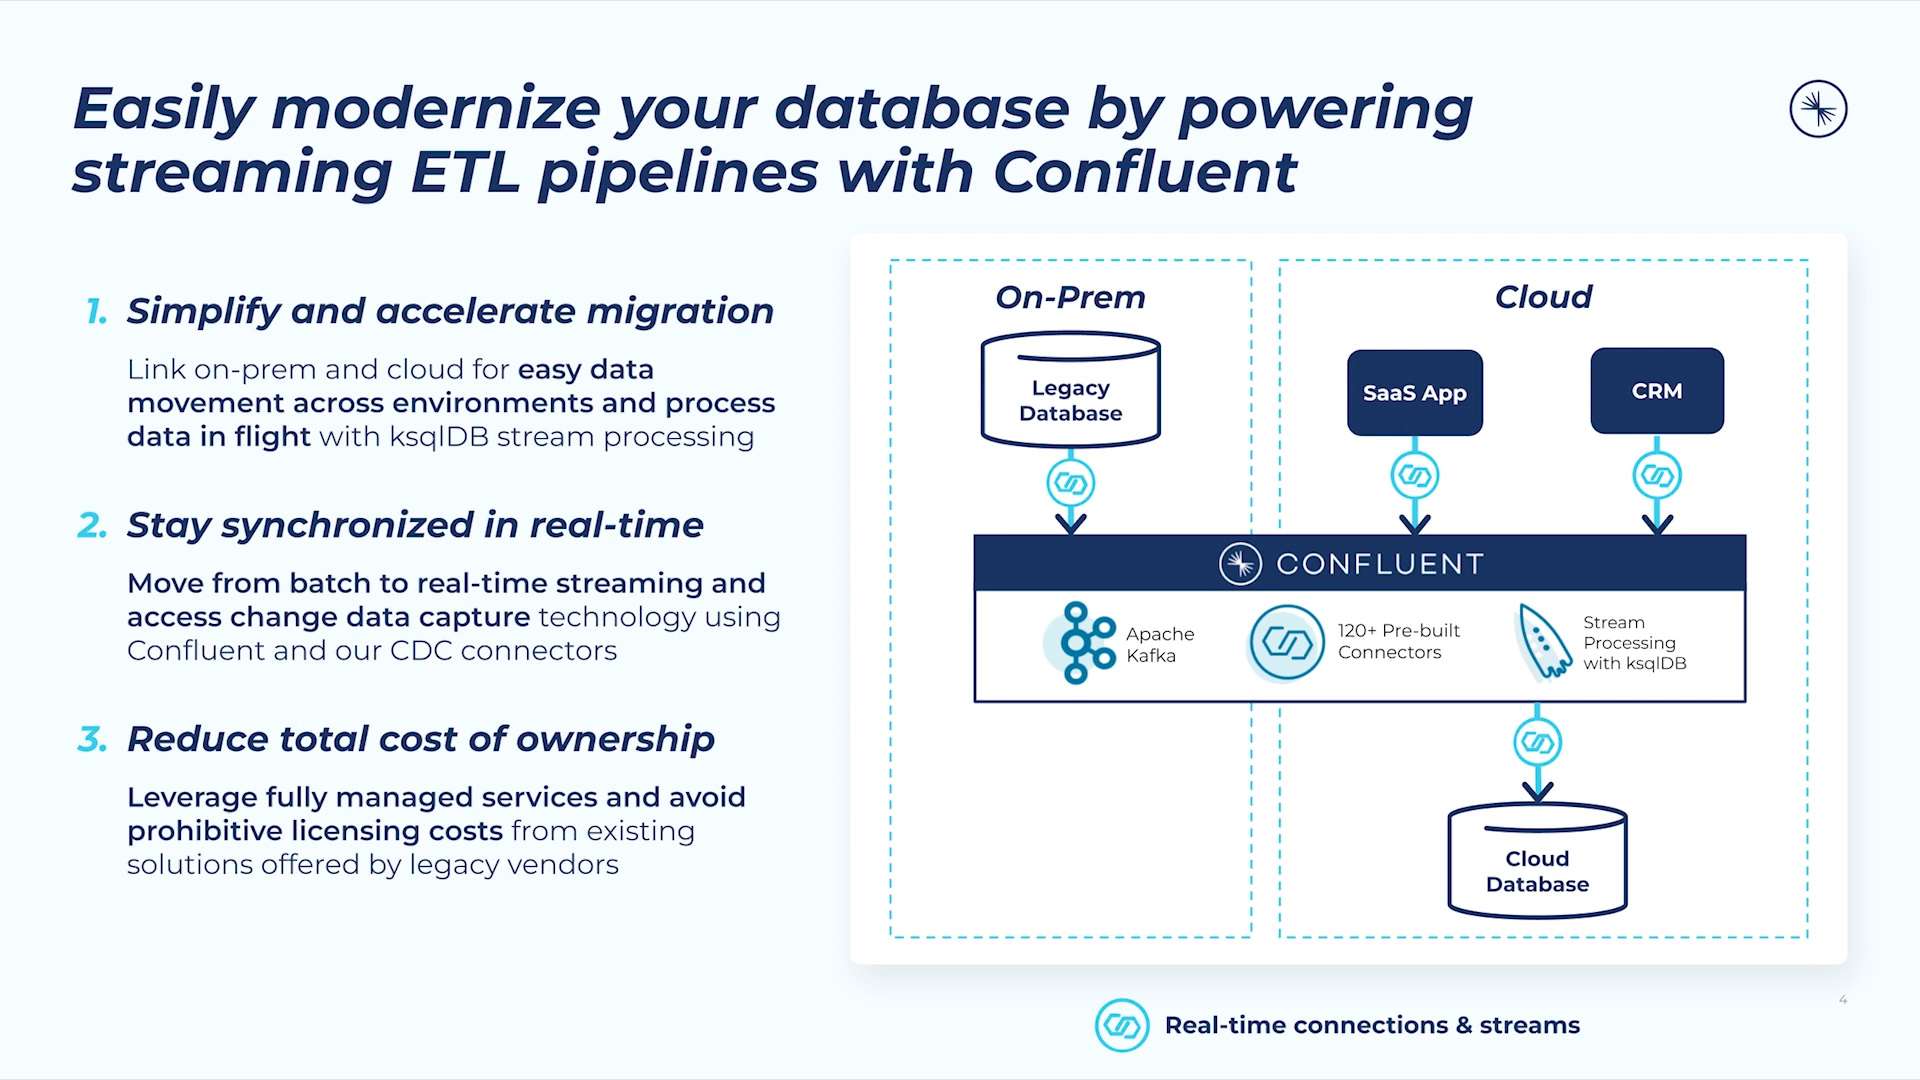 Easily modernize your database by powering
streaming ETL pipelines with Confluent
1. Simplify and accelerate migration
Link on-prem and cloud for easy data
movement across environments and process
data in flight with ksqlDB stream processing
2. Stay synchronized in real-time
Move from batch to real-time streaming and
access change data capture technology using
Confluent and our CDC connectors
3. Reduce total cost of ownership
Leverage fully managed services and avoid
prohibitive licensing costs from existing
solutions offered by legacy vendors
On-Prem
Cloud
Legacy
Database
SaaS App
CRM
CONFLUENT
Apache
Kafka
120+ Pre-built
Connectors
Stream
Processing
with ksqlDB
Cloud
Database
4
Real-time connections & streams